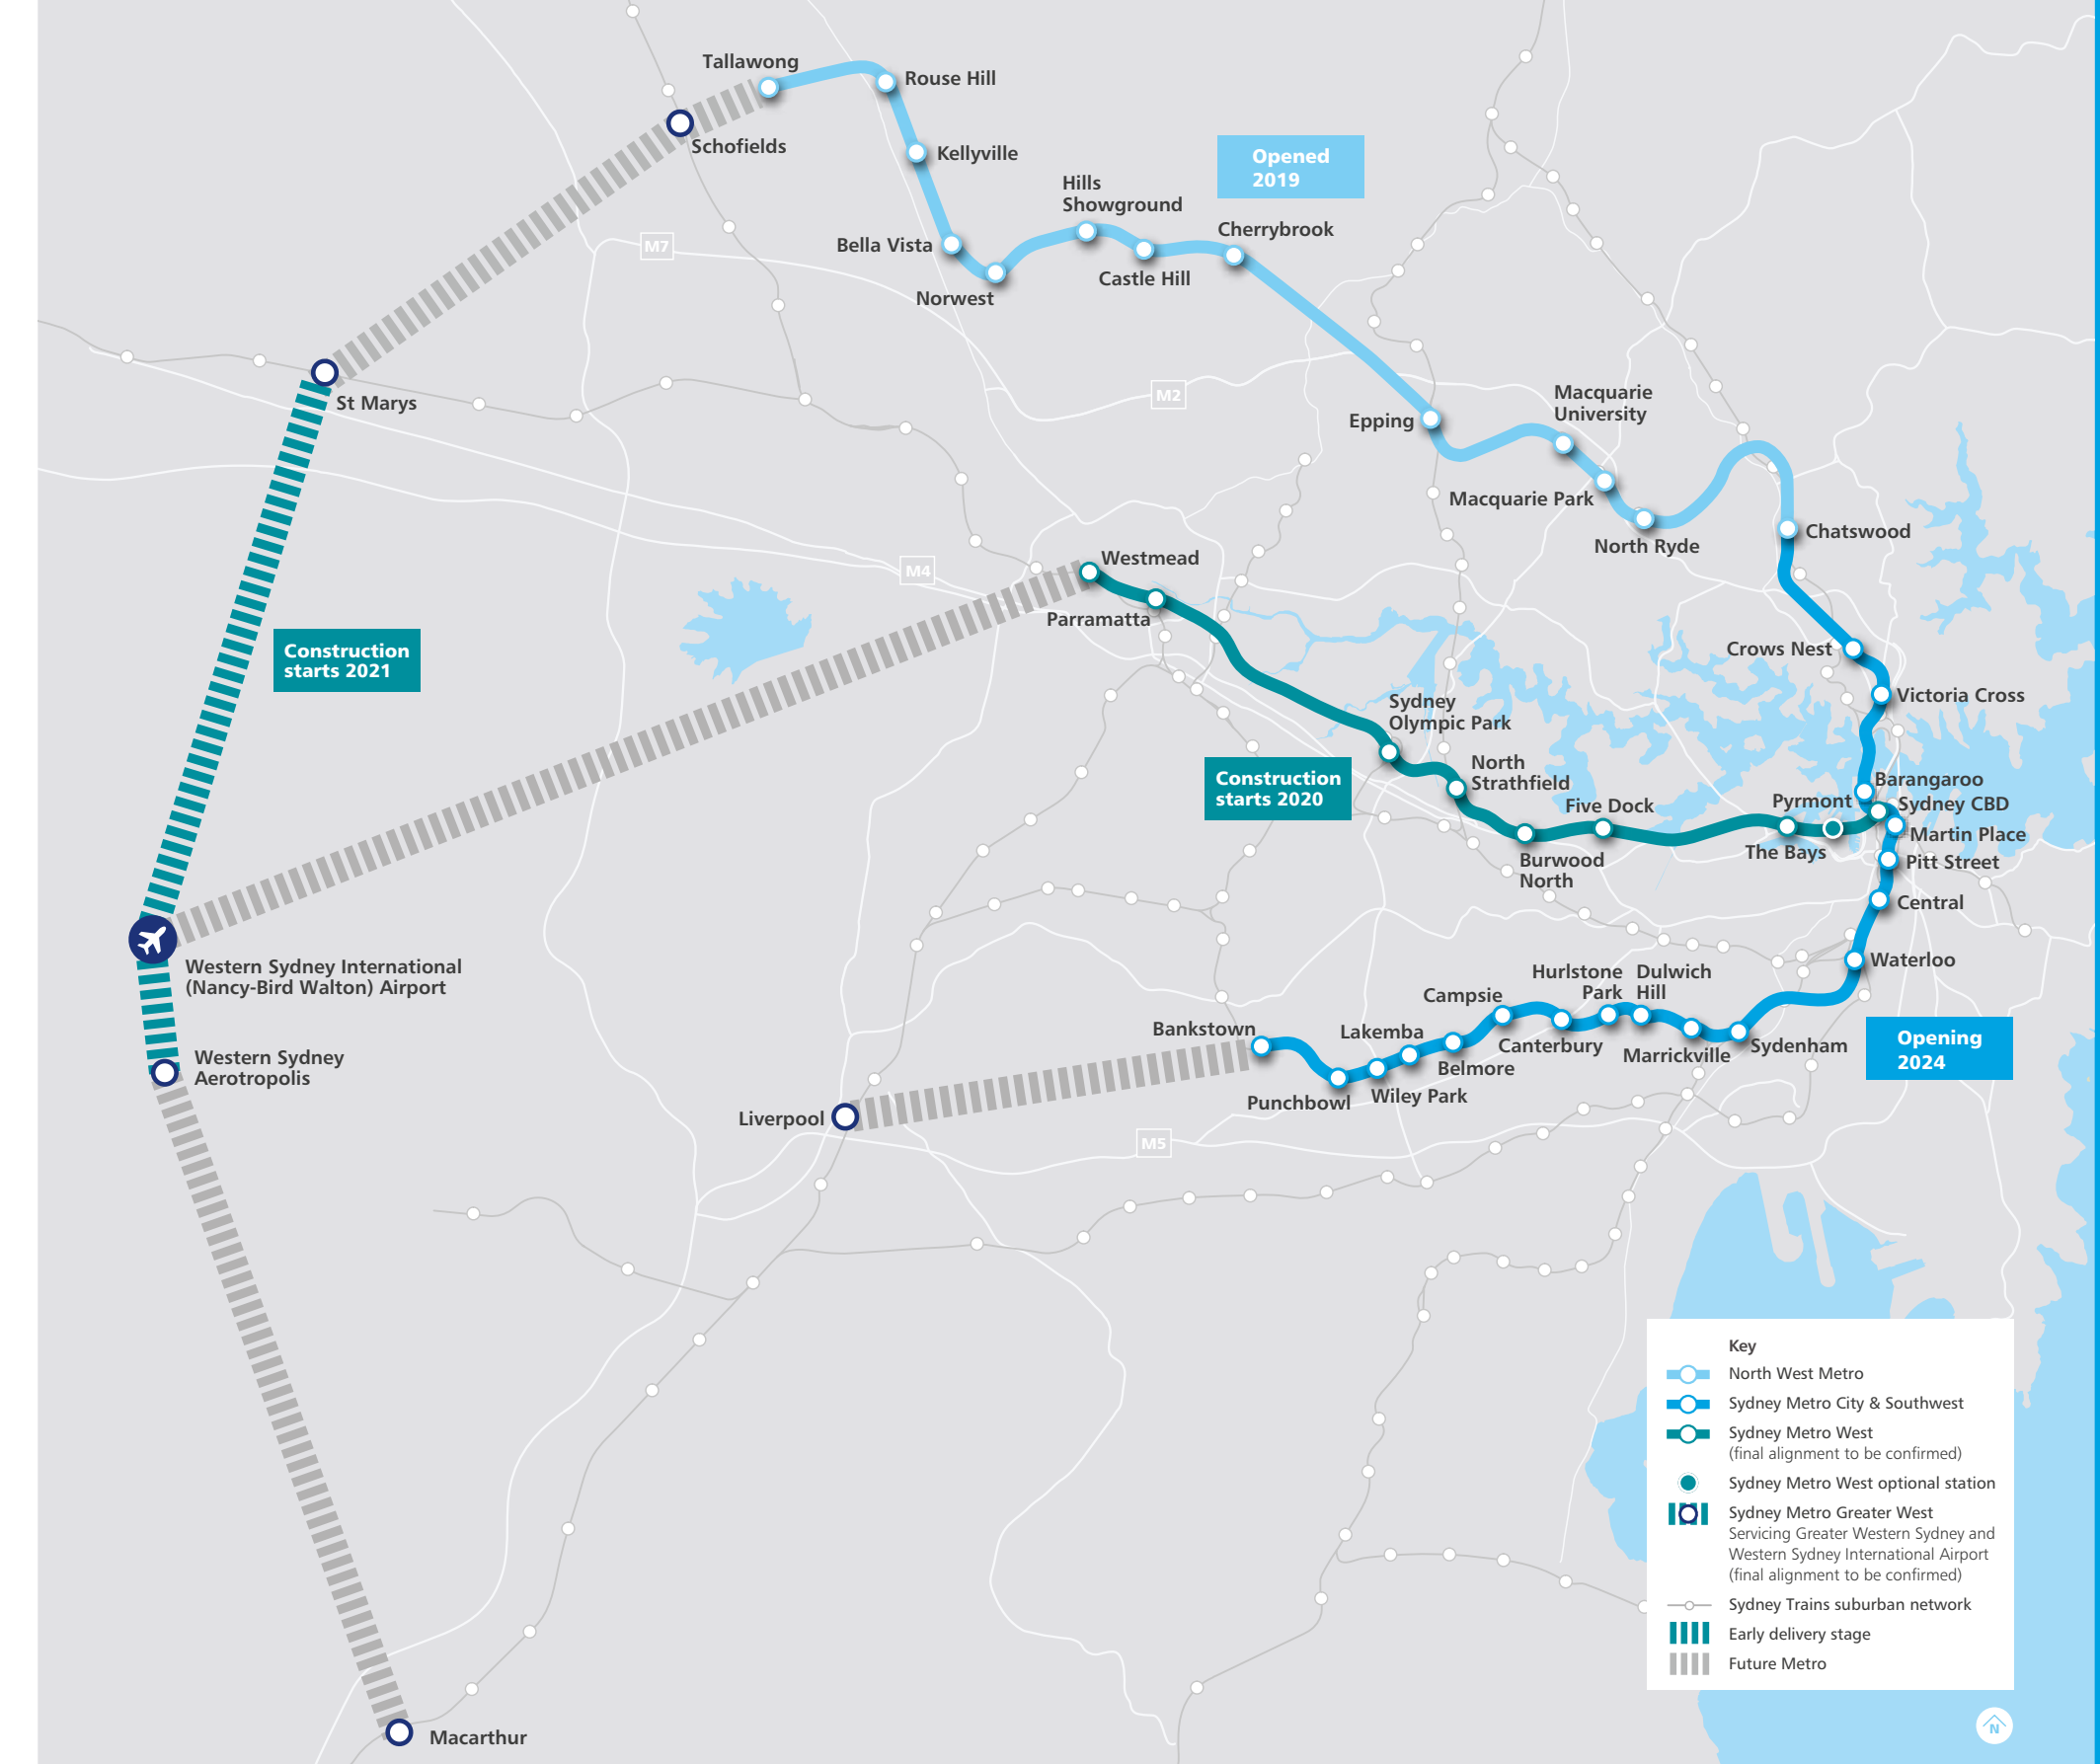 Tallawong
Rouse Hill
Schofields
Kellyville
Opened
2019
Hills
Showground
Cherrybrook
M7
Bella Vista
Castle Hill
Norwest
M2
St Marys
Macquarie
University
Epping
Macquarie Park
North Ryde
Chatswood
M4
Westmead
Parramatta
Construction
starts 2021
Crows Nest
Victoria Cross
Sydney
Olympic Park
North
Strathfield
Construction
starts 2020
Five Dock
Burwood
North
Pyrmont
The Bays
Barangaroo
Sydney CBD
Martin Place
Pitt Street
Central
Waterloo
Western Sydney International
(Nancy-Bird Walton) Airport
Western Sydney
Aerotropolis
Hurlstone
Park
Dulwich
Hill
Campsie
Bankstown
Lakemba
Canterbury
Marrickville
Sydenham
Belmore
Wiley Park
Punchbowl
Liverpool
M5
Opening
2024
Macarthur
Key
North West Metro
Sydney Metro City & Southwest
Sydney Metro West
(final alignment to be confirmed)
Sydney Metro West optional station
Sydney Metro Greater West
Servicing Greater Western Sydney and
Western Sydney International Airport
(final alignment to be confirmed)
Sydney Trains suburban network
Early delivery stage
Future Metro
N